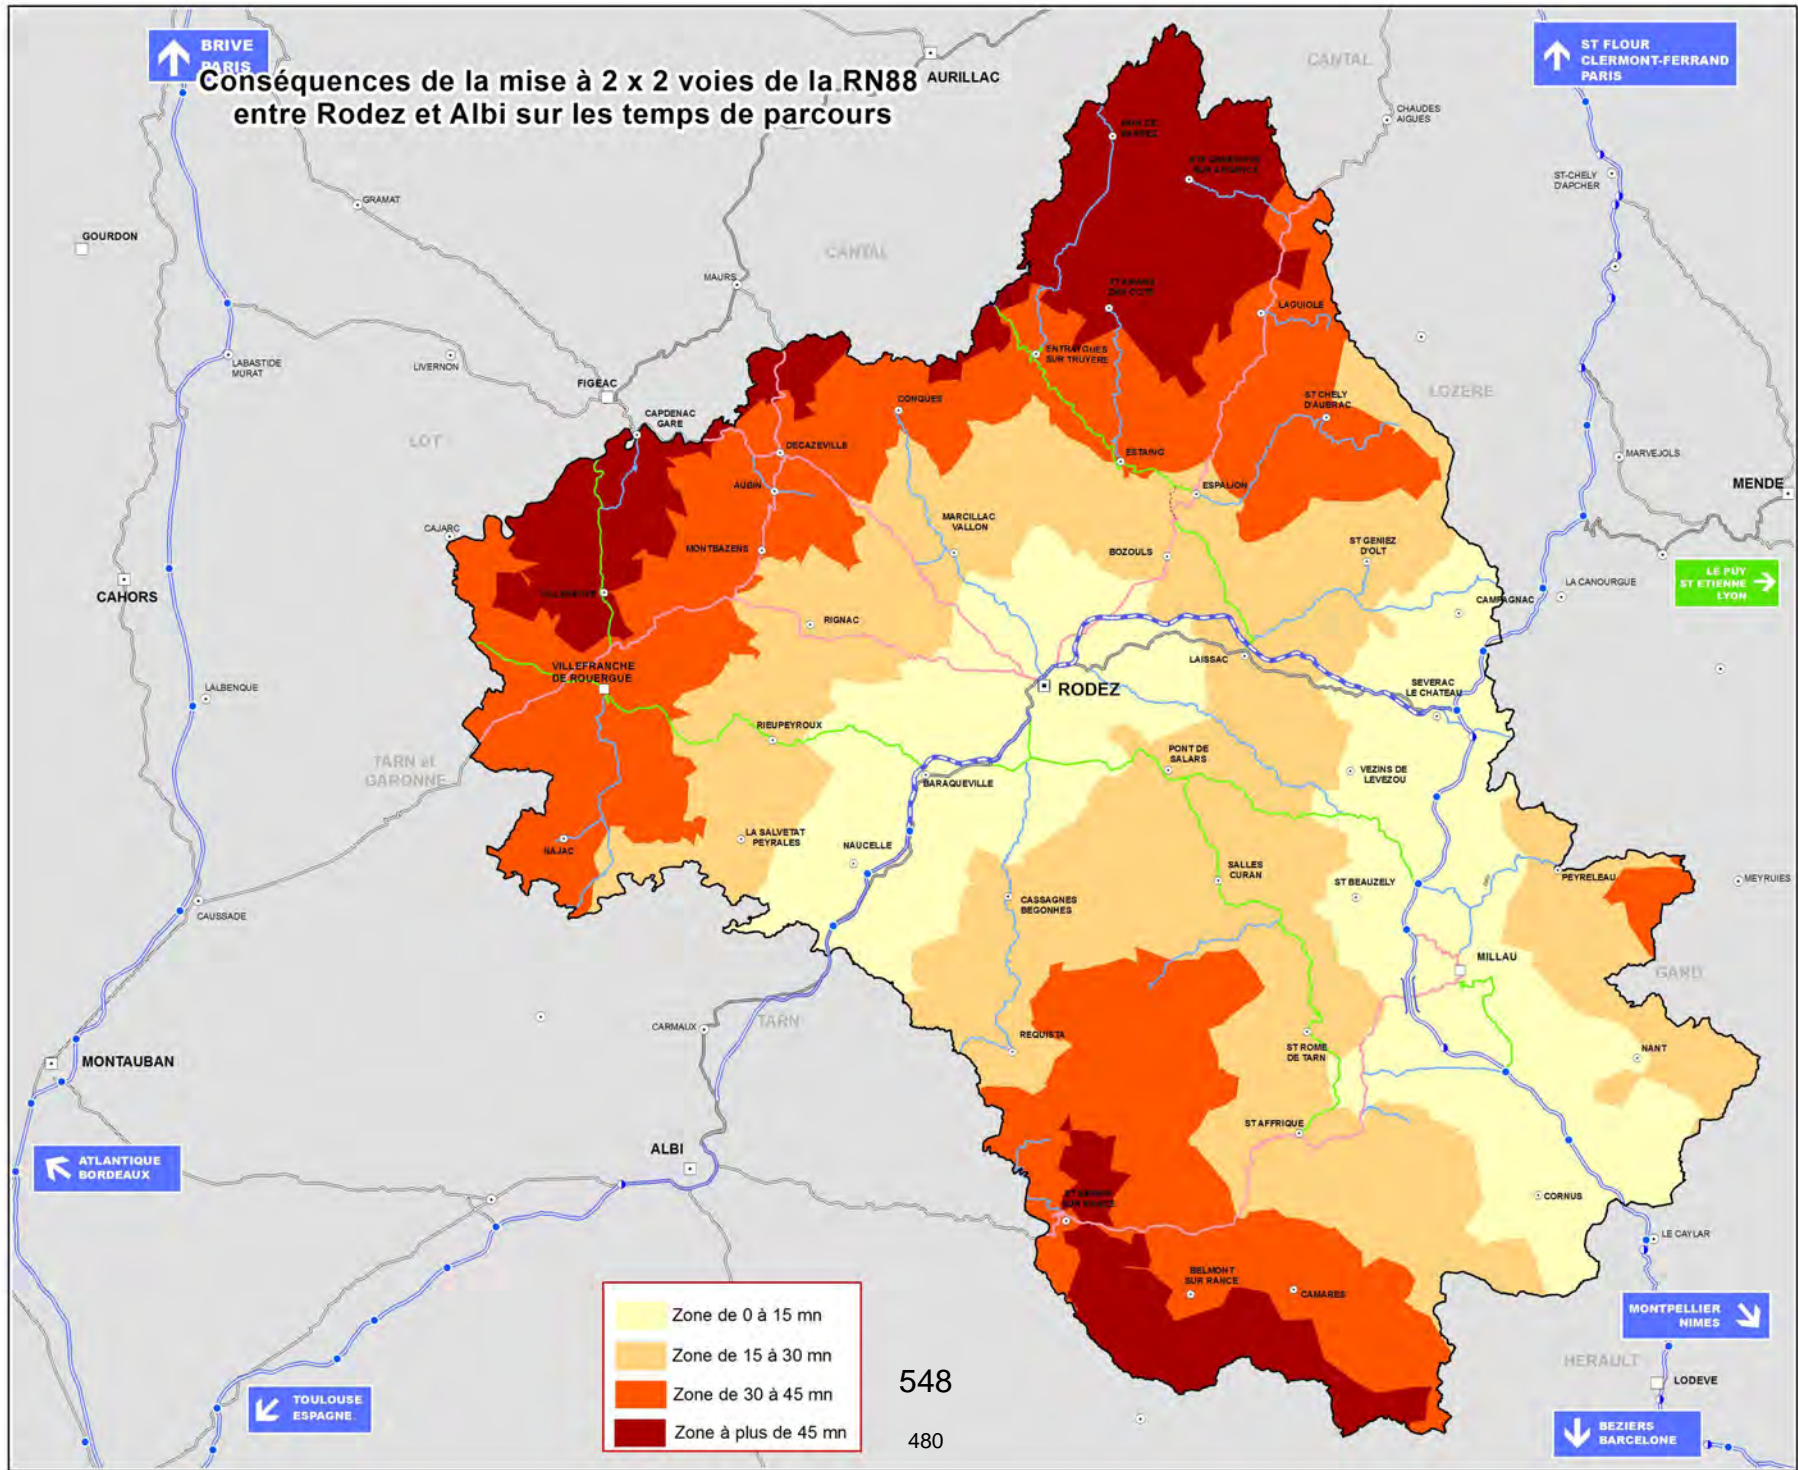 BRIVE
PARIS
Conséquences de la mise à 2 x 2 voies de la RN88
entre Rodez et Albi sur les temps de parcours
AURILLAC
CANTAL
ST FLOUR
CLERMONT-FERRAND
PARIS
CHAUDES
AIGUES
ST-CHELY
D'APCHER
GRAMAT
GOURDON
CANTAL
MAURS
LAGUIOLE
LABASTIDE
MURAT
LIVERNON
ENTRAYGUES
SUR TRUYERE
FIGEAC
LOZERE
CONQUES
ST CHELY
D'AUBRAC
CAPDENAC
GARE
LOT
DECAZEVILLE
ESTAING
MARVEJOLS
AUBIN
ESPALION
MENDE
MARCILLAC
VALLON
CAJARC
MONTBAZENS
BOZOULS
ST GENIEZ
D'OLT
CAHORS
LE PUY
ST ETIENNE
LYON
LA CANOURGUE
CAMPAGNAC
RIGNAC
VILLEFRANCHE
DE ROUERGUE
LAISSAC
RODEZ
SEVERAC
LE CHATEAU
LALBENQUE
RIEUPEYROUX
TARN et
GARONNE
PONT DE
SALARS
VEZINS DE
LEVEZOU
BARAQUEVILLE
LA SALVETAT
PEYRALES
NAUCELLE
NAJAC
SALLES
CURAN
ST BEAUZELY
PEYRELEAU
MEYRUIES
CASSAGNES
BEGONHES
CAUSSADE
MILLAU
GARD
CARMAUX
TARN
REQUISTA
ST ROME
DE TARN
NANT
MONTAUBAN
ST AFFRIQUE
ALBI
ATLANTIQUE
BORDEAUX
CORNUS
LE CAYLAR
BELMONT
SUR RANCE
CAMARES
MONTPELLIER
NIMES
Zone de 0 à 15 mn
Zone de 15 à 30 mn
Zone de 30 à 45 mn
Zone à plus de 45 mn
548
480
HERAULT
LODEVE
TOULOUSE
ESPAGNE
BEZIERS
BARCELONE